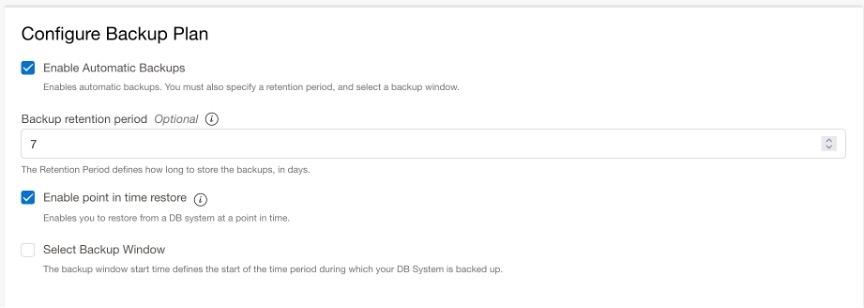 Configure Backup Plan
Enable Automatic Backups
Enables automatic backups. You must also specify a retention period, and select a backup window.
Backup retention period Optional
7
The Retention Period defines how long to store the backups, in days.
Enable point in time restore
Enables you to restore from a DB system at a point in time.
Select Backup Window
The backup window start time defines the start of the time period during which your DB System is backed up.